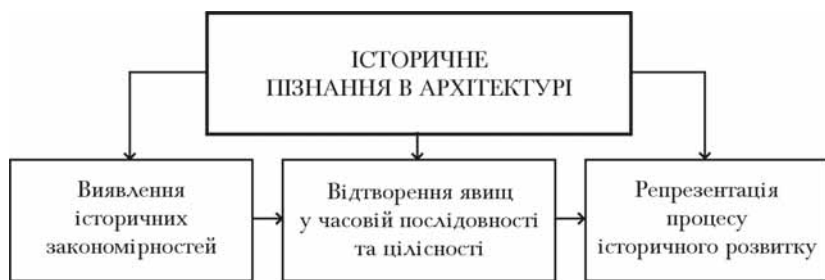 ІСТОРИЧНЕ
ПІЗНАННЯ В АРХІТЕКТУРІ
Виявлення
історичних
закономірностей
Відтворення явищ
у часовій послідовності
та цілісності
Репрезентація
процесу
історичного розвитку